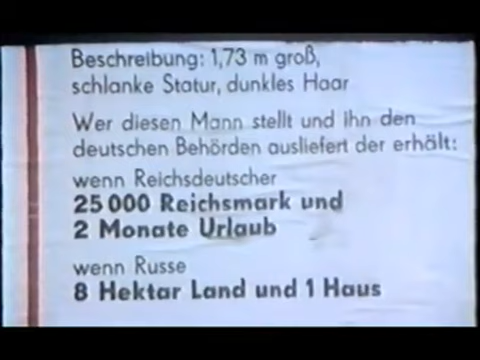 Beschreibung: 1,73 m groß,
schlanke Statur, dunkles Haar
Wer diesen Mann stellt und ihn den
deutschen Behörden ausliefert der erhält:
wenn Reichsdeutscher
25 000 Reichsmark und
2 Monate Urlaub
wenn Russe
8 Hektar Land und 1 Haus